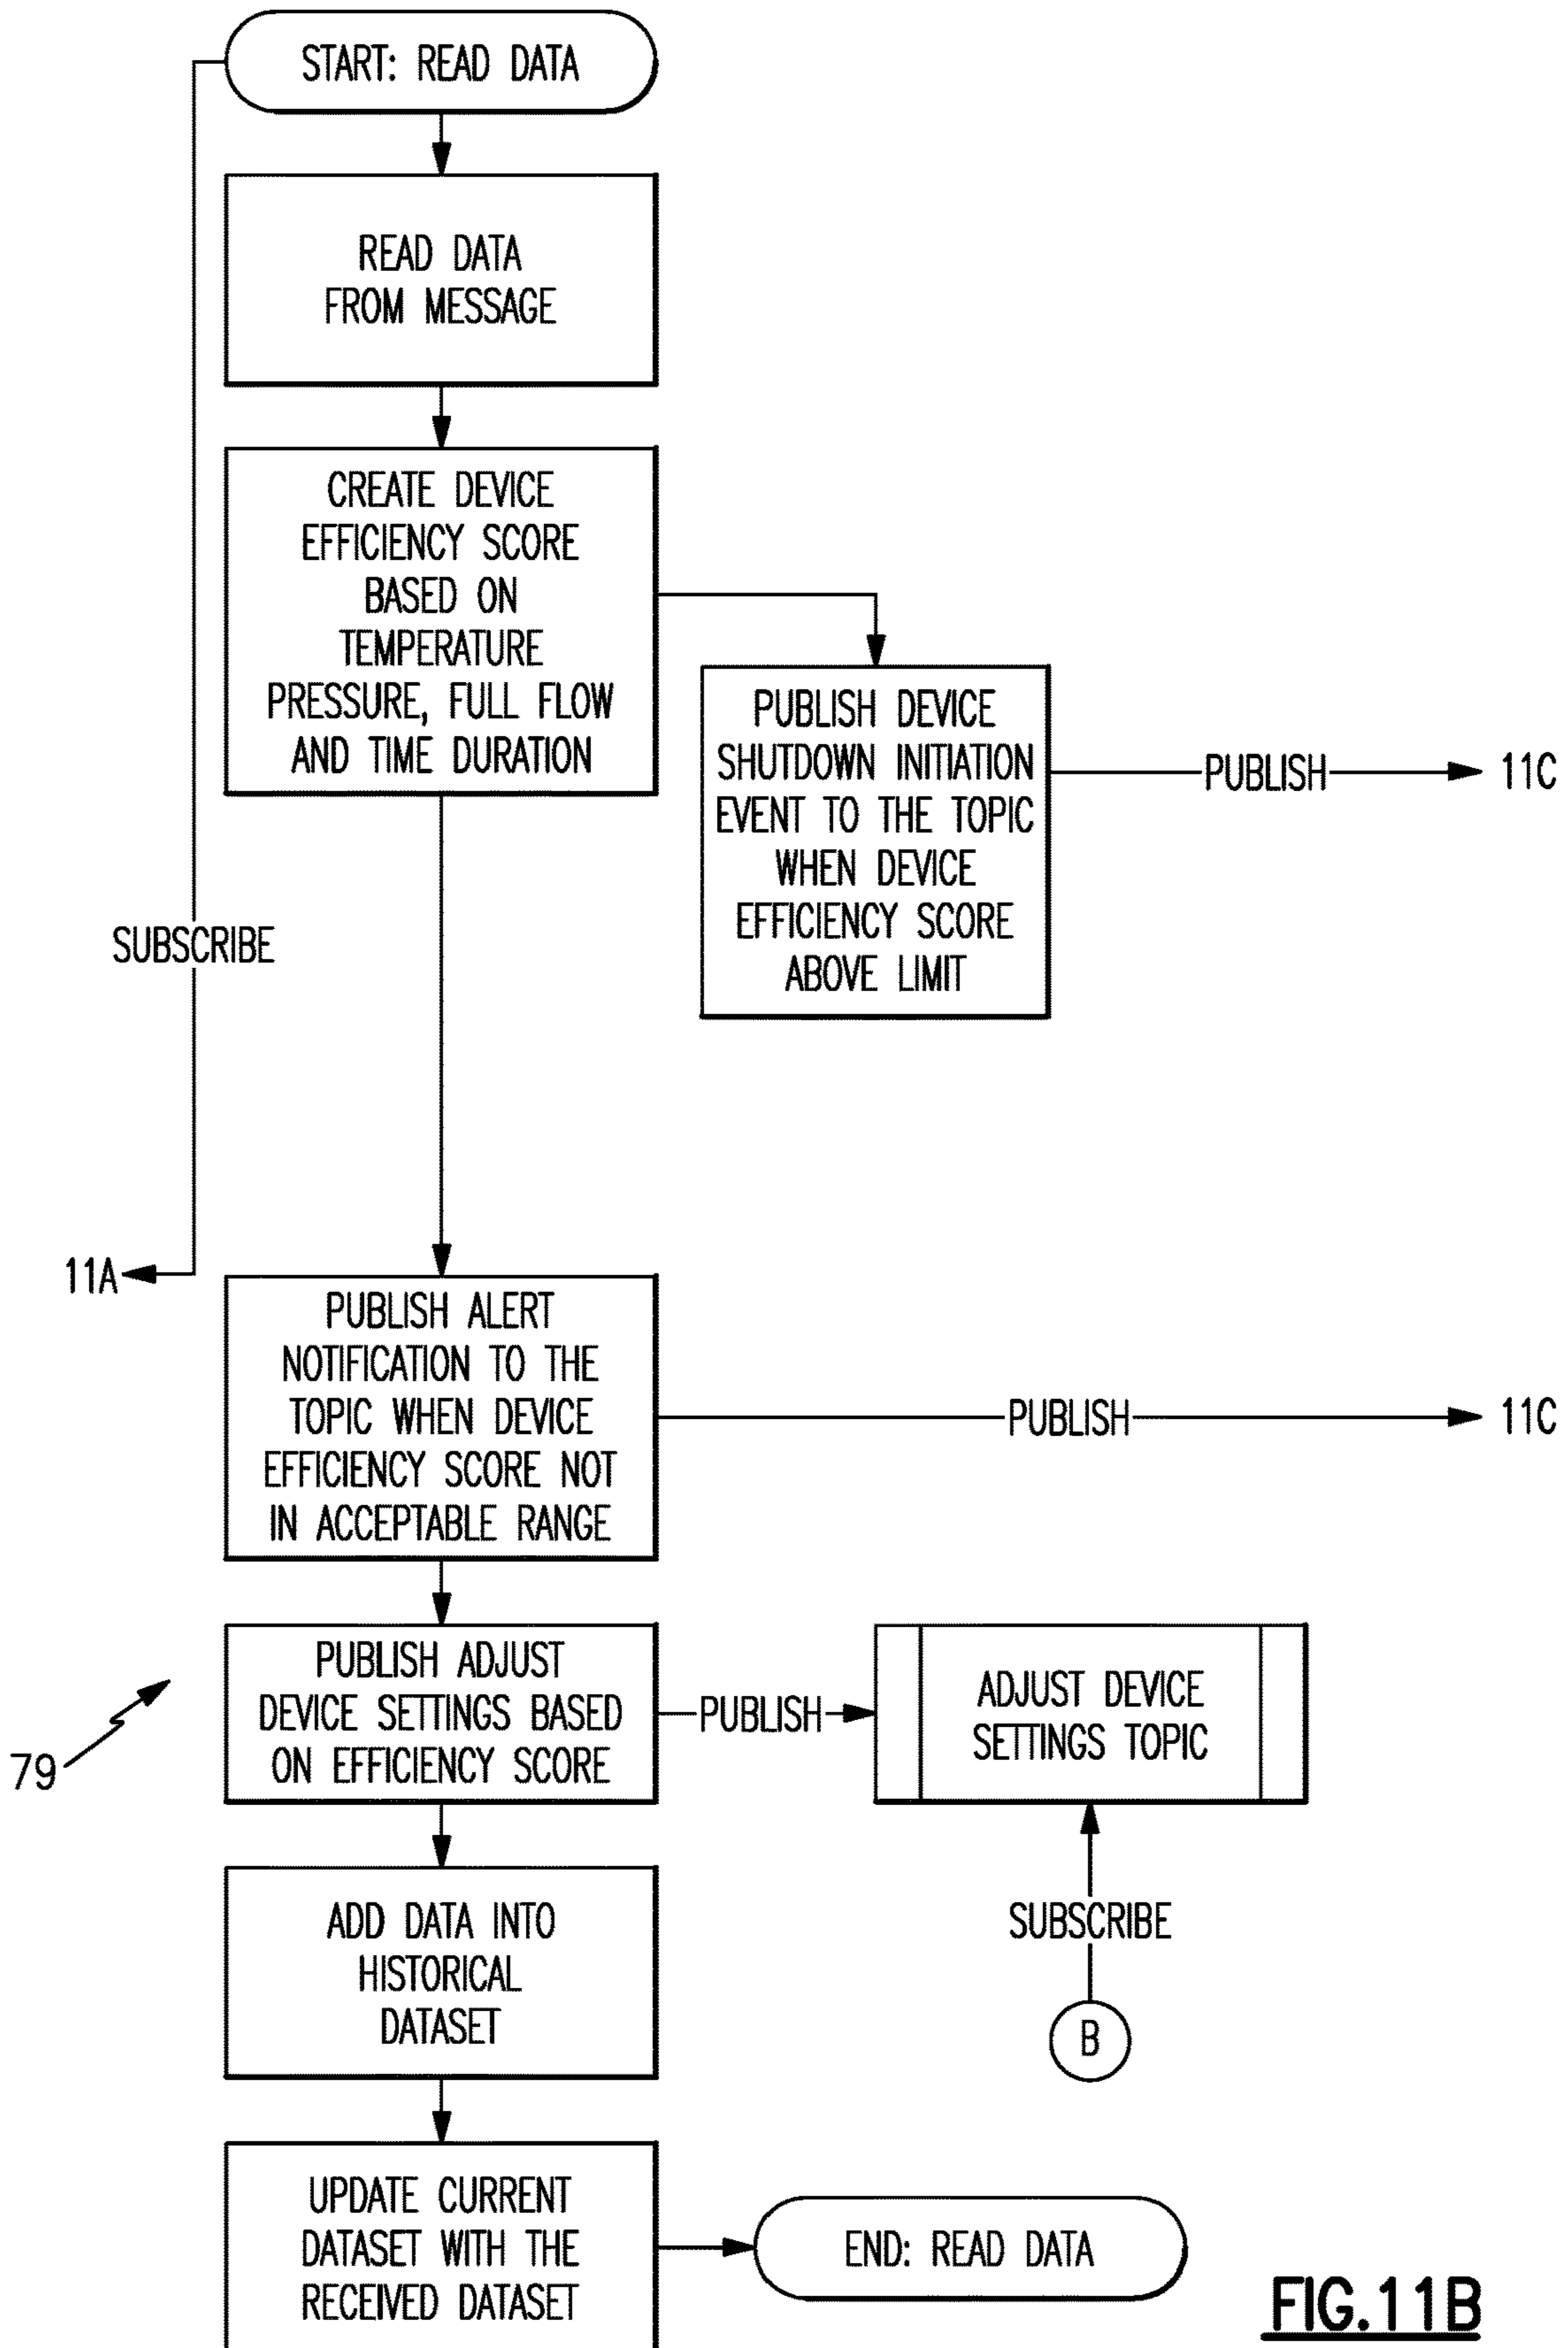 START: READ DATA
READ DATA
FROM MESSAGE
CREATE DEVICE
EFFICIENCY SCORE
BASED ON
TEMPERATURE
PRESSURE, FULL FLOW
AND TIME DURATION
PUBLISH DEVICE
SHUTDOWN INITIATION
EVENT TO THE TOPIC
WHEN DEVICE
EFFICIENCY SCORE
ABOVE LIMIT
PUBLISH
11C
SUBSCRIBE
11A
PUBLISH ALERT
NOTIFICATION TO THE
TOPIC WHEN DEVICE
EFFICIENCY SCORE NOT
IN ACCEPTABLE RANGE
PUBLISH
11C
79
PUBLISH ADJUST
DEVICE SETTINGS BASED
ON EFFICIENCY SCORE
PUBLISH
ADJUST DEVICE
SETTINGS TOPIC
SUBSCRIBE
B
ADD DATA INTO
HISTORICAL
DATASET
UPDATE CURRENT
DATASET WITH THE
RECEIVED DATASET
END: READ DATA
FIG.11B